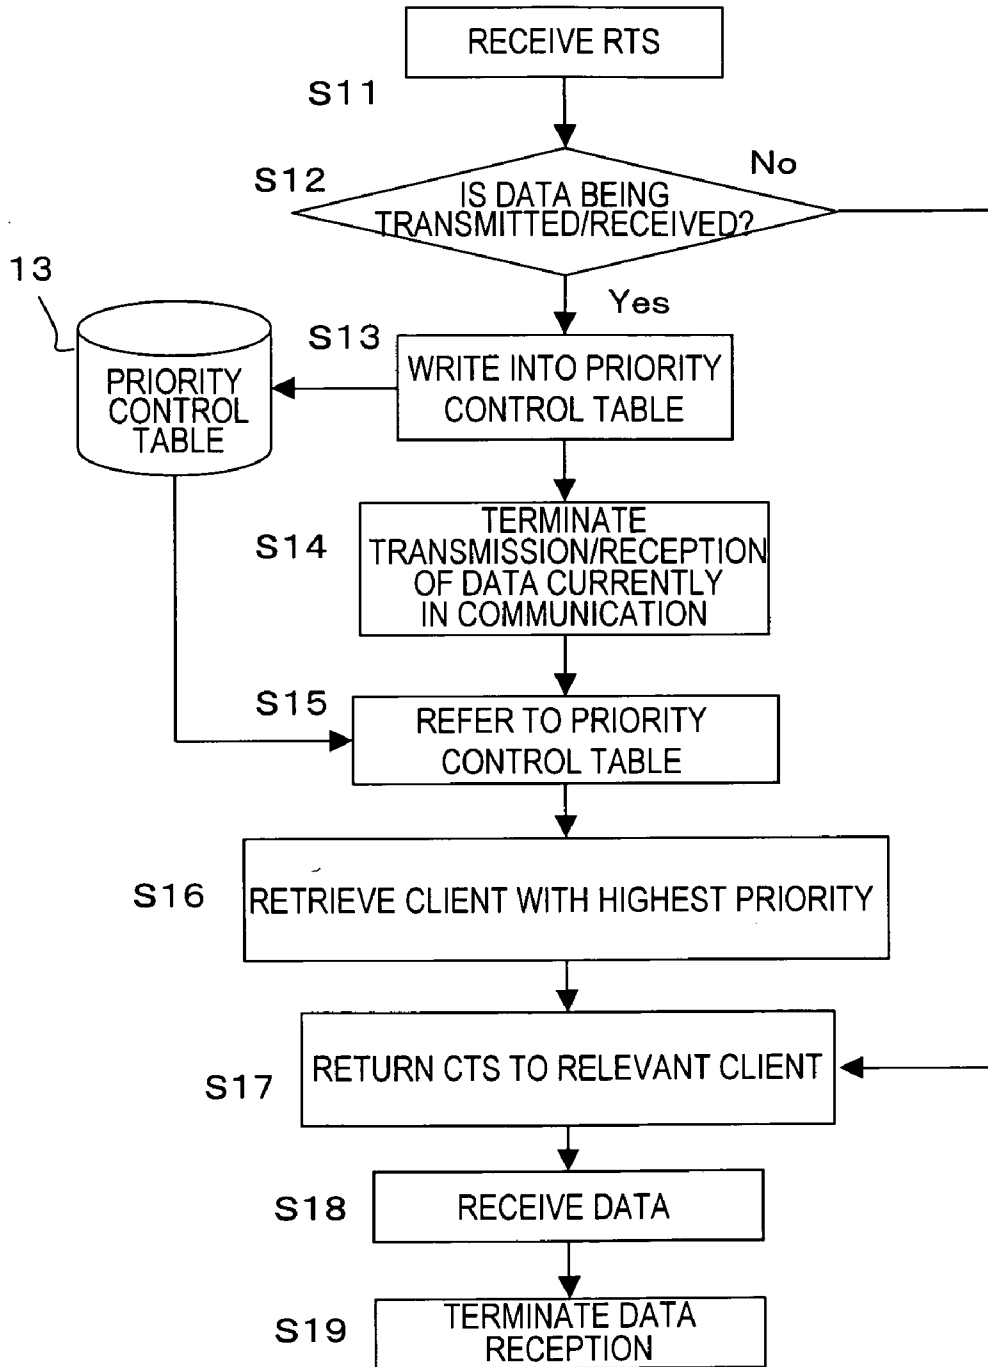 RECEIVE RTS
S11
S12
No
IS DATA BEING
TRANSMITTED/RECEIVED?
13
Yes
S13
PRIORITY
CONTROL
TABLE
WRITE INTO PRIORITY
CONTROL TABLE
S14
TERMINATE
TRANSMISSION/RECEPTION
OF DATA CURRENTLY
IN COMMUNICATION
S15
REFER TO PRIORITY
CONTROL TABLE
S16
RETRIEVE CLIENT WITH HIGHEST PRIORITY
S17
RETURN CTS TO RELEVANT CLIENT
S18
RECEIVE DATA
S19
TERMINATE DATA
RECEPTION